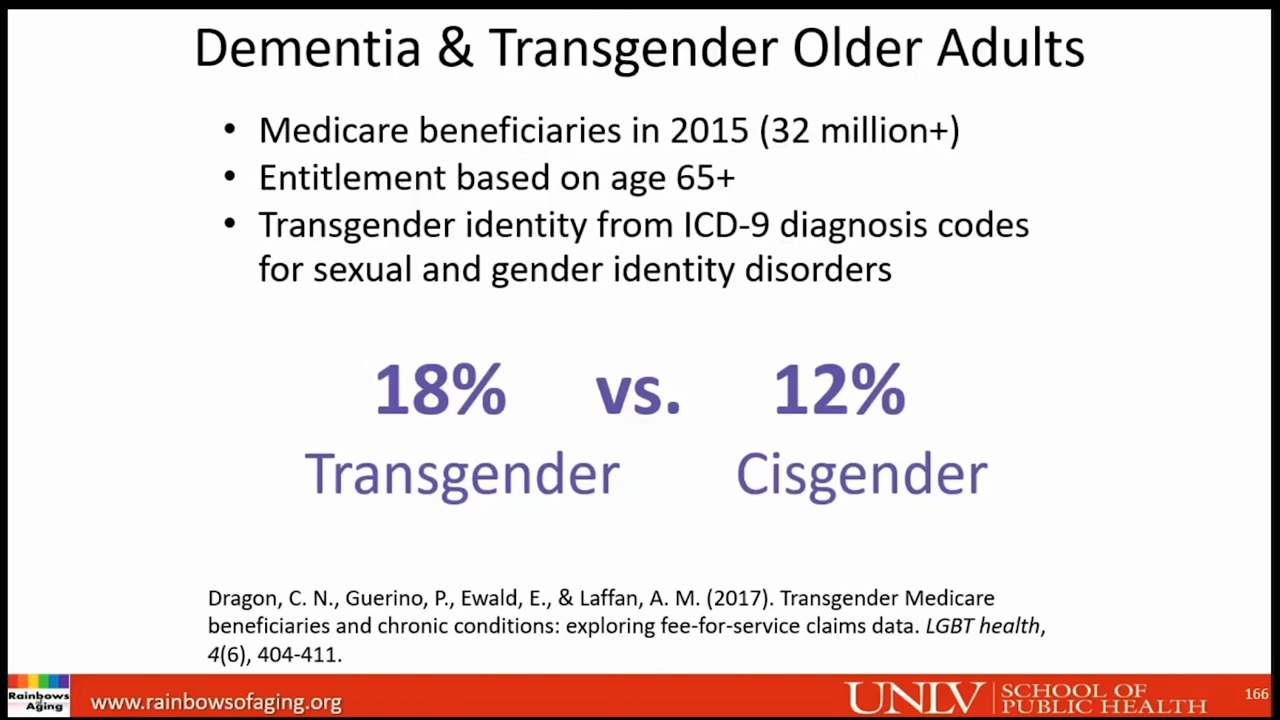 Dementia & Transgender Older Adults
• Medicare beneficiaries in 2015 (32 million+)
• Entitlement based on age 65+
• Transgender identity from ICD-9 diagnosis codes
for sexual and gender identity disorders
18% vs. 12%
Transgender Cisgender
Dragon, C. N., Guerino, P., Ewald, E., & Laffan, A. M. (2017). Transgender Medicare
beneficiaries and chronic conditions: exploring fee-for-service claims data. LGBT health,
4(6), 404-411.
Rainbows
of
Aging
www.rainbowsofaging.org
UNLV
SCHOOL OF
PUBLIC HEALTH
166